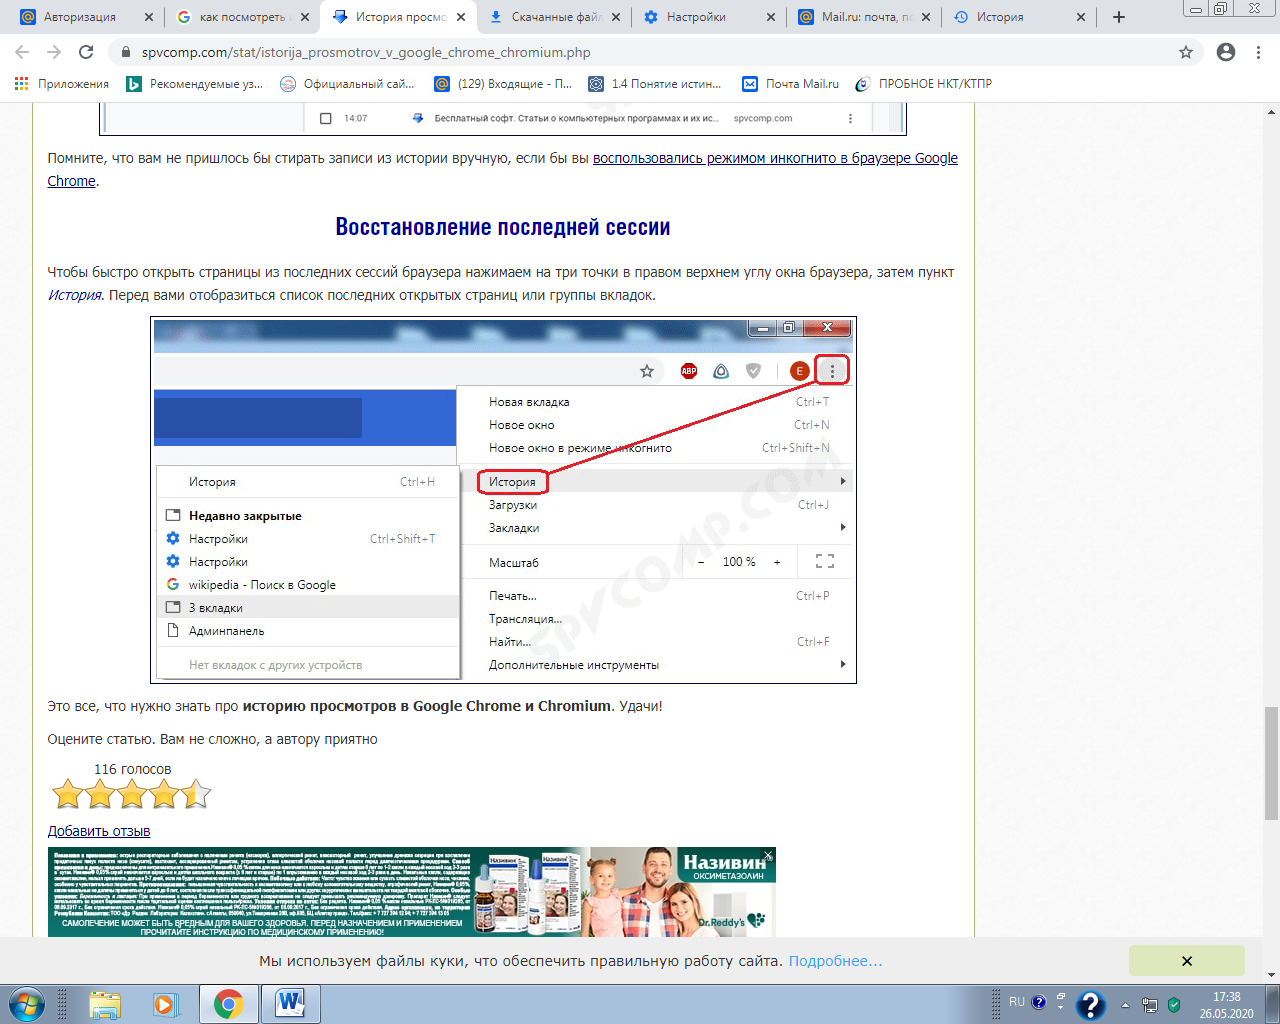 Авторизация
как посмотреть
История просмо
Скачанные фай
Настройки
Mail.ru: почта, по
История
spvcomp.com/stat/istorija_prosmotrov_v_google_chrome_chromium.php
Приложения
Рекомендуемые уз...
Официальный сай...
(129) Входящие - П...
1.4 Понятие истин...
Почта Mail.ru
ПРОБНОЕ НКТ/КТПР
14:07 Бесплатный софт. Статьи о компьютерных программах и их ис... spvcomp.com
Помните, что вам не пришлось бы стирать записи из истории вручную, если бы вы воспользовались режимом инкогнито в браузере Google
Chrome.
Восстановление последней сессии
Чтобы быстро открыть страницы из последних сессий браузера нажимаем на три точки в правом верхнем углу окна браузера, затем пункт
История. Перед вами отобразиться список последних открытых страниц или группы вкладок.
ABP
E
Новая вкладка Ctrl+T
Новое окно Ctrl+N
Новое окно в режиме инкогнито Ctrl+Shift+N
История
Загрузки Ctrl+J
Закладки
Масштаб − 100 % +
Печать... Ctrl+P
Трансляция...
Найти... Ctrl+F
Дополнительные инструменты
История Ctrl+H
Недавно закрытые
Настройки Ctrl+Shift+T
Настройки
wikipedia - Поиск в Google
3 вкладки
Админпанель
Нет вкладок с других устройств
SPVCOMP.COM
Это все, что нужно знать про историю просмотров в Google Chrome и Chromium. Удачи!
Оцените статью. Вам не сложно, а автору приятно
116 голосов
Добавить отзыв
САМОЛЕЧЕНИЕ МОЖЕТ БЫТЬ ВРЕДНЫМ ДЛЯ ВАШЕГО ЗДОРОВЬЯ. ПЕРЕД НАЗНАЧЕНИЕМ И ПРИМЕНЕНИЕМ
ПРОЧИТАЙТЕ ИНСТРУКЦИЮ ПО МЕДИЦИНСКОМУ ПРИМЕНЕНИЮ!
Називин
ОКСИМЕТАЗОЛИН
Dr.Reddy's
Мы используем файлы куки, что обеспечить правильную работу сайта. Подробнее...
RU
17:38
26.05.2020